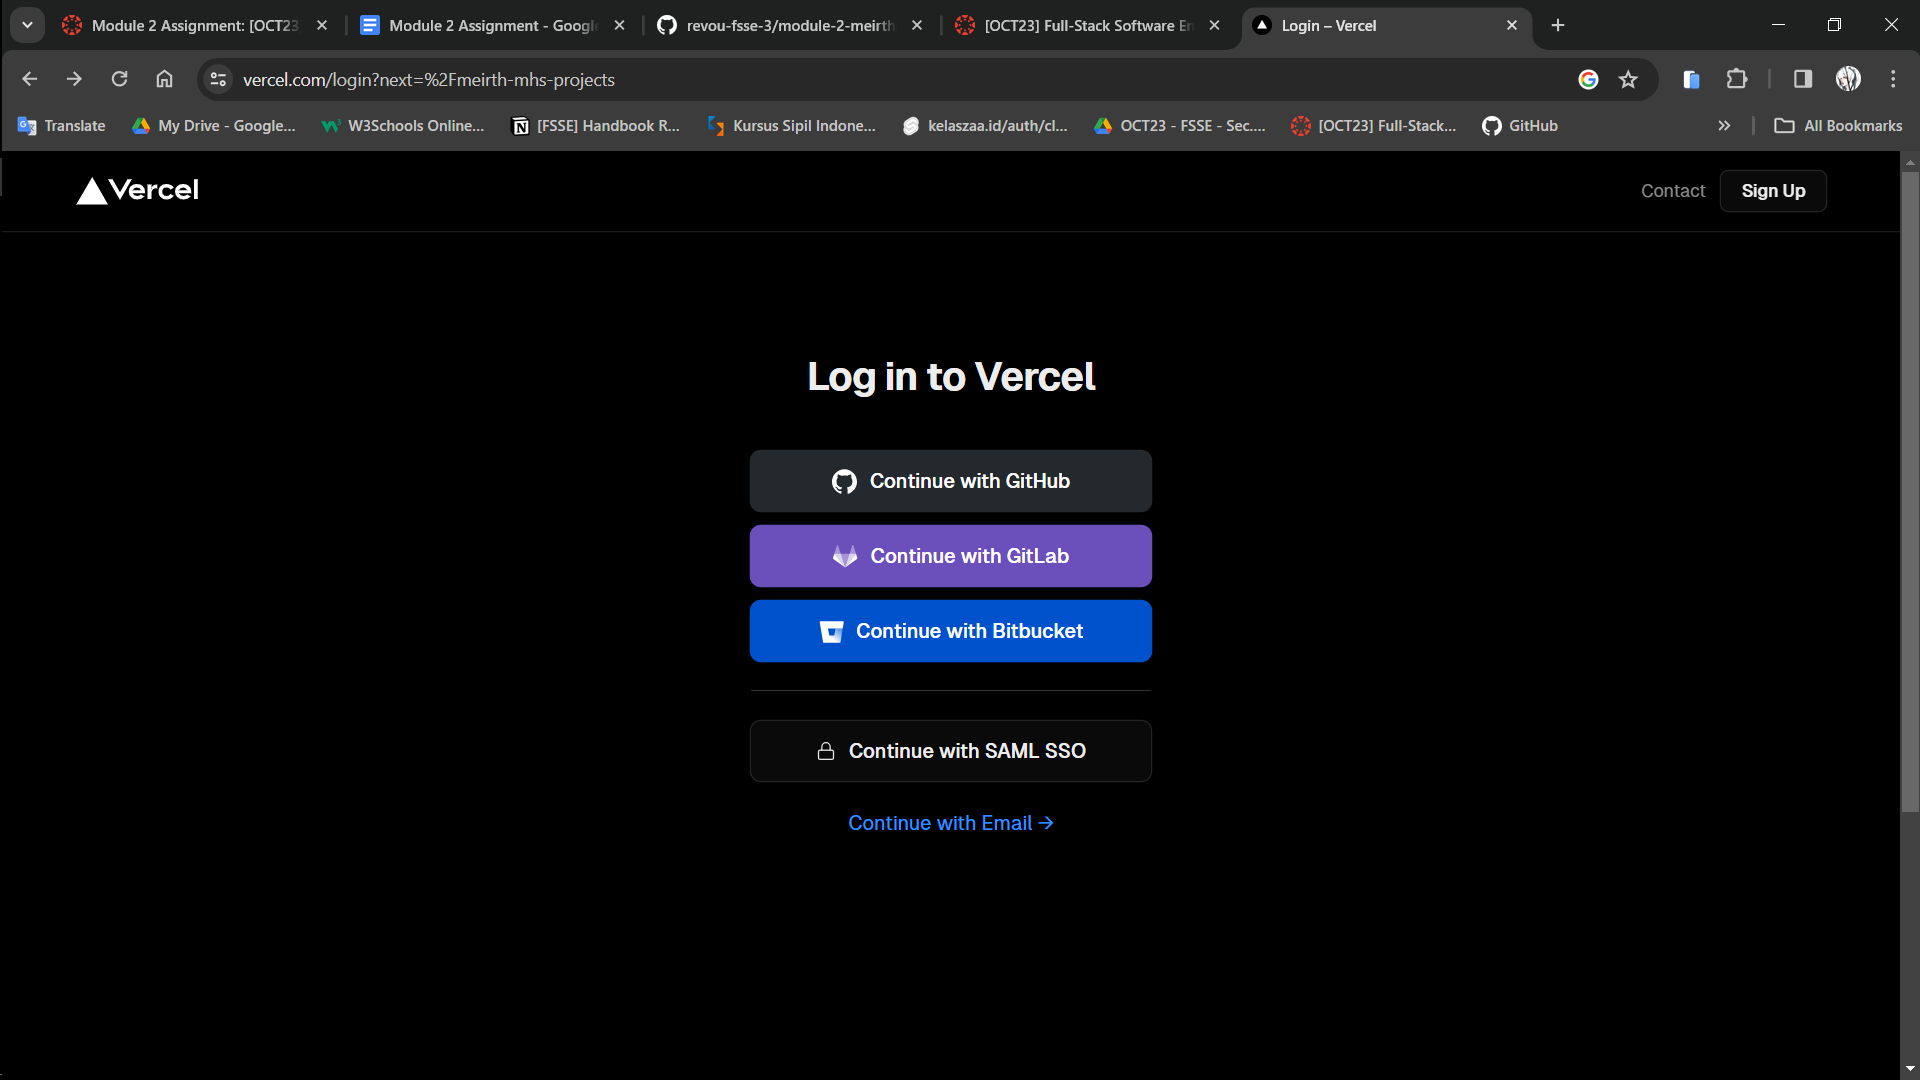 Module 2 Assignment: [OCT23
Module 2 Assignment - Googl
revou-fsse-3/module-2-meirth
[OCT23] Full-Stack Software En
Login – Vercel
vercel.com/login?next=%2Fmeirth-mhs-projects
Translate
My Drive - Google...
W3Schools Online...
[FSSE] Handbook R...
Kursus Sipil Indone...
kelaszaa.id/auth/cl...
OCT23 - FSSE - Sec....
[OCT23] Full-Stack...
GitHub
All Bookmarks
Vercel
Contact
Sign Up
Log in to Vercel
Continue with GitHub
Continue with GitLab
Continue with Bitbucket
Continue with SAML SSO
Continue with Email →